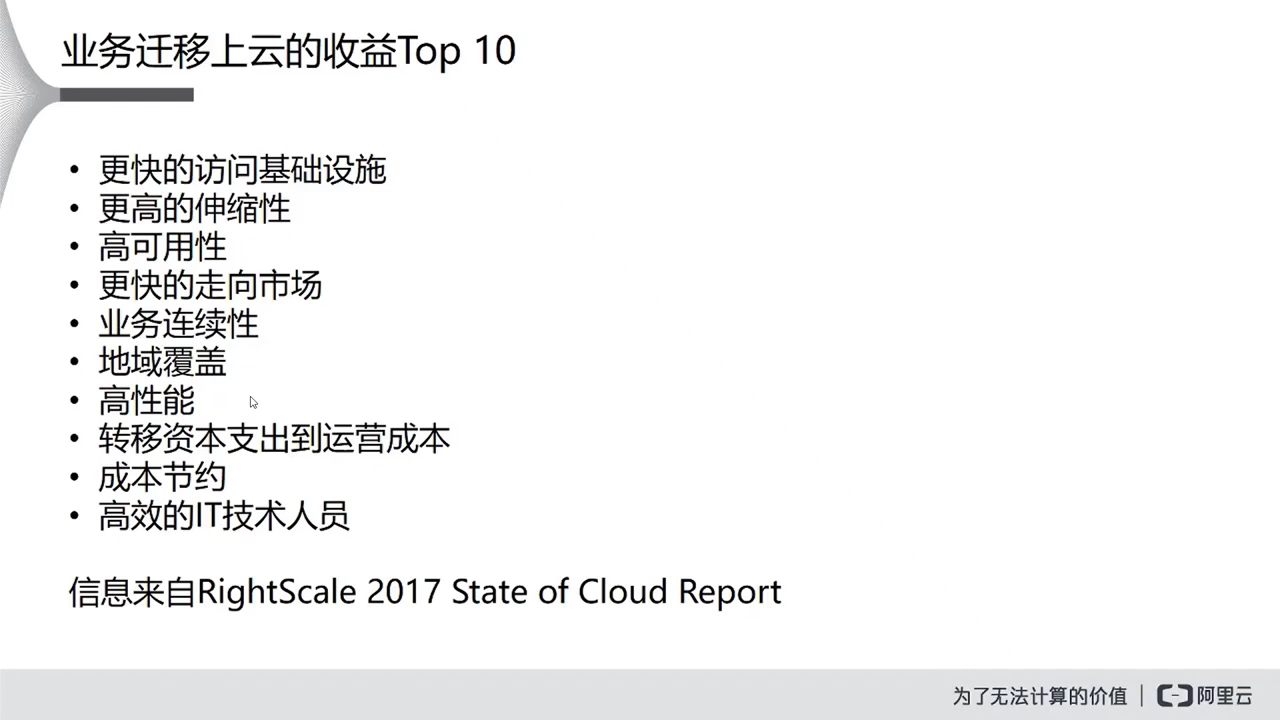 业务迁移上云的收益Top 10
• 更快的访问基础设施
• 更高的伸缩性
• 高可用性
• 更快的走向市场
• 业务连续性
• 地域覆盖
• 高性能
• 转移资本支出到运营成本
• 成本节约
• 高效的IT技术人员
信息来自RightScale 2017 State of Cloud Report
为了无法计算的价值 | 阿里云